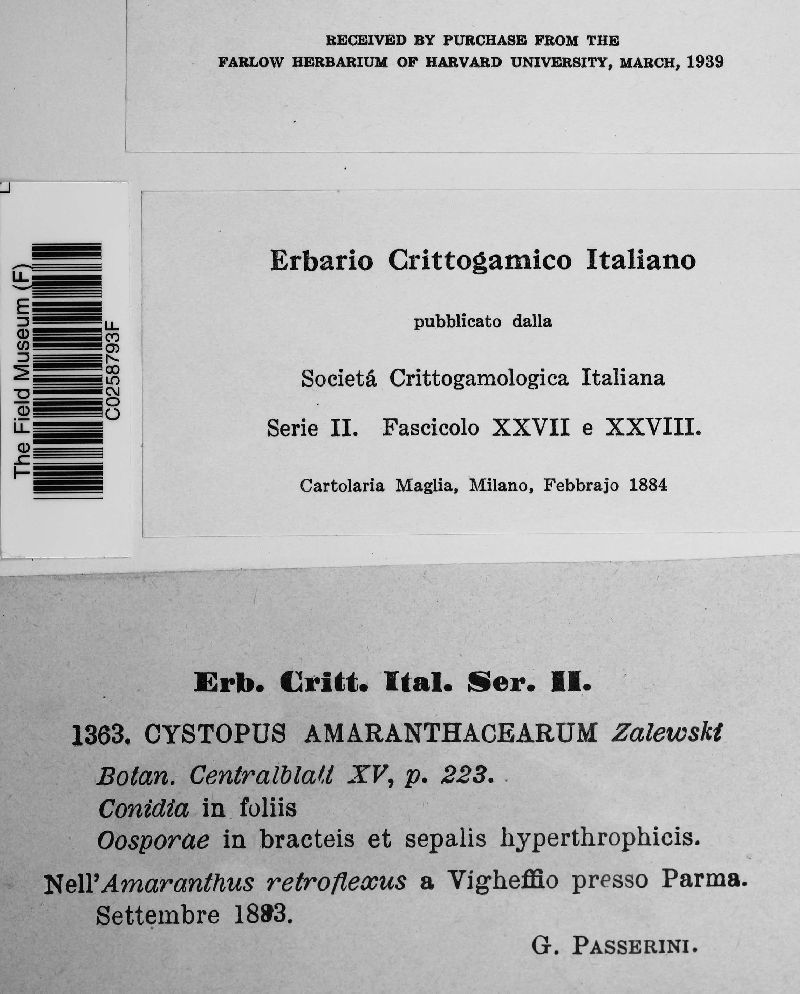 RECEIVED BY PURCHASE FROM THE
FARLOW HERBARIUM OF HARVARD UNIVERSITY, MARCH, 1939
The Field Museum (F)
C0258793F
Erbario Crittogamico Italiano
pubblicato dalla
Societá Crittogamologica Italiana
Serie II. Fascicolo XXVII e XXVIII.
Cartolaria Maglia, Milano, Febbrajo 1884
Erb. Critt. Ital. Ser. II.
1363. CYSTOPUS AMARANTHACEARUM Zalewski
Botan. Centralblatt XV, p. 223.
Conidia in foliis
Oosporae in bracteis et sepalis hyperthrophicis.
Nell'Amaranthus retroflexus a Vigheffio presso Parma.
Settembre 1883.
G. PASSERINI.